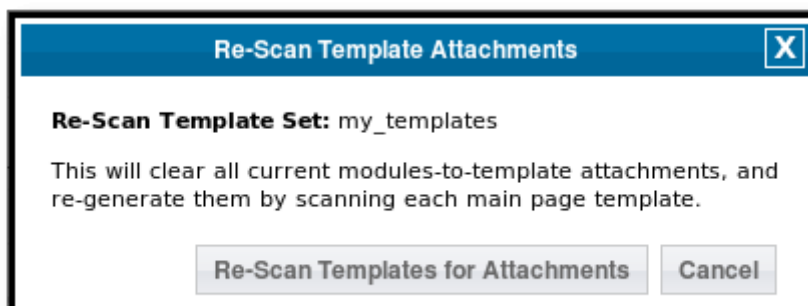 Re-Scan Template Attachments X
Re-Scan Template Set: my_templates
This will clear all current modules-to-template attachments, and
re-generate them by scanning each main page template.
Re-Scan Templates for Attachments Cancel